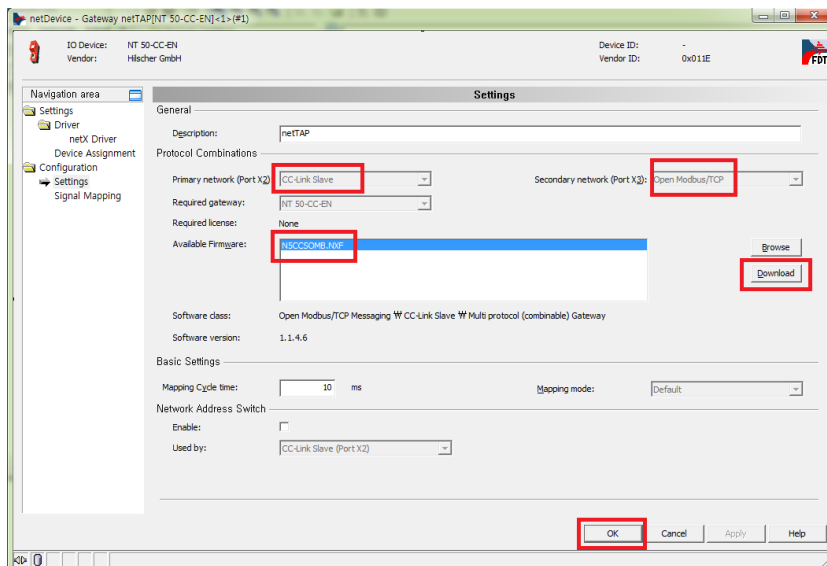 netDevice - Gateway netTAP[NT 50-CC-EN]<1>(#1)
IO Device: NT 50-CC-EN Device ID: -
Vendor: Hilscher GmbH Vendor ID: 0x011E
FDT
Navigation area
Settings
Settings
Driver
netX Driver
Device Assignment
Configuration
Settings
Signal Mapping
General
Description: netTAP
Protocol Combinations
Primary network (Port X2) CC-Link Slave Secondary network (Port X3): Open Modbus/TCP
Required gateway: NT 50-CC-EN
Required license: None
Available Firmware: N5CCSOMB.NXF Browse
Download
Software class: Open Modbus/TCP Messaging ₩ CC-Link Slave ₩ Multi protocol (combinable) Gateway
Software version: 1.1.4.6
Basic Settings
Mapping Cycle time: 10 ms Mapping mode: Default
Network Address Switch
Enable:
Used by: CC-Link Slave (Port X2)
OK Cancel Apply Help